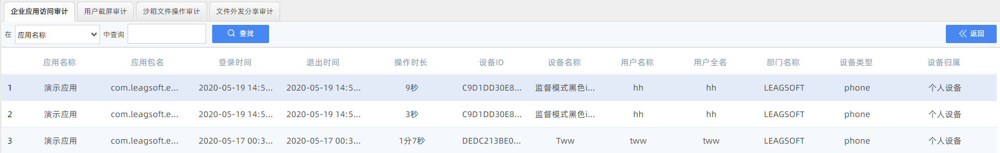 企业应用访问审计 用户截屏审计 沙箱文件操作审计 文件外发分享审计
在 应用名称 中查询 查找 返回
应用名称 应用包名 登录时间 退出时间 操作时长 设备ID 设备名称 用户名称 用户全名 部门名称 设备类型 设备归属
1 演示应用 com.leagsoft.e... 2020-05-19 14:5... 2020-05-19 14:5... 9秒 C9D1DD30E8... 监督模式黑色i... hh hh LEAGSOFT phone 个人设备
2 演示应用 com.leagsoft.e... 2020-05-19 14:5... 2020-05-19 14:5... 3秒 C9D1DD30E8... 监督模式黑色i... hh hh LEAGSOFT phone 个人设备
3 演示应用 com.leagsoft.e... 2020-05-17 00:3... 2020-05-17 00:3... 1分7秒 DEDC213BE0... Tww tww tww LEAGSOFT phone 个人设备